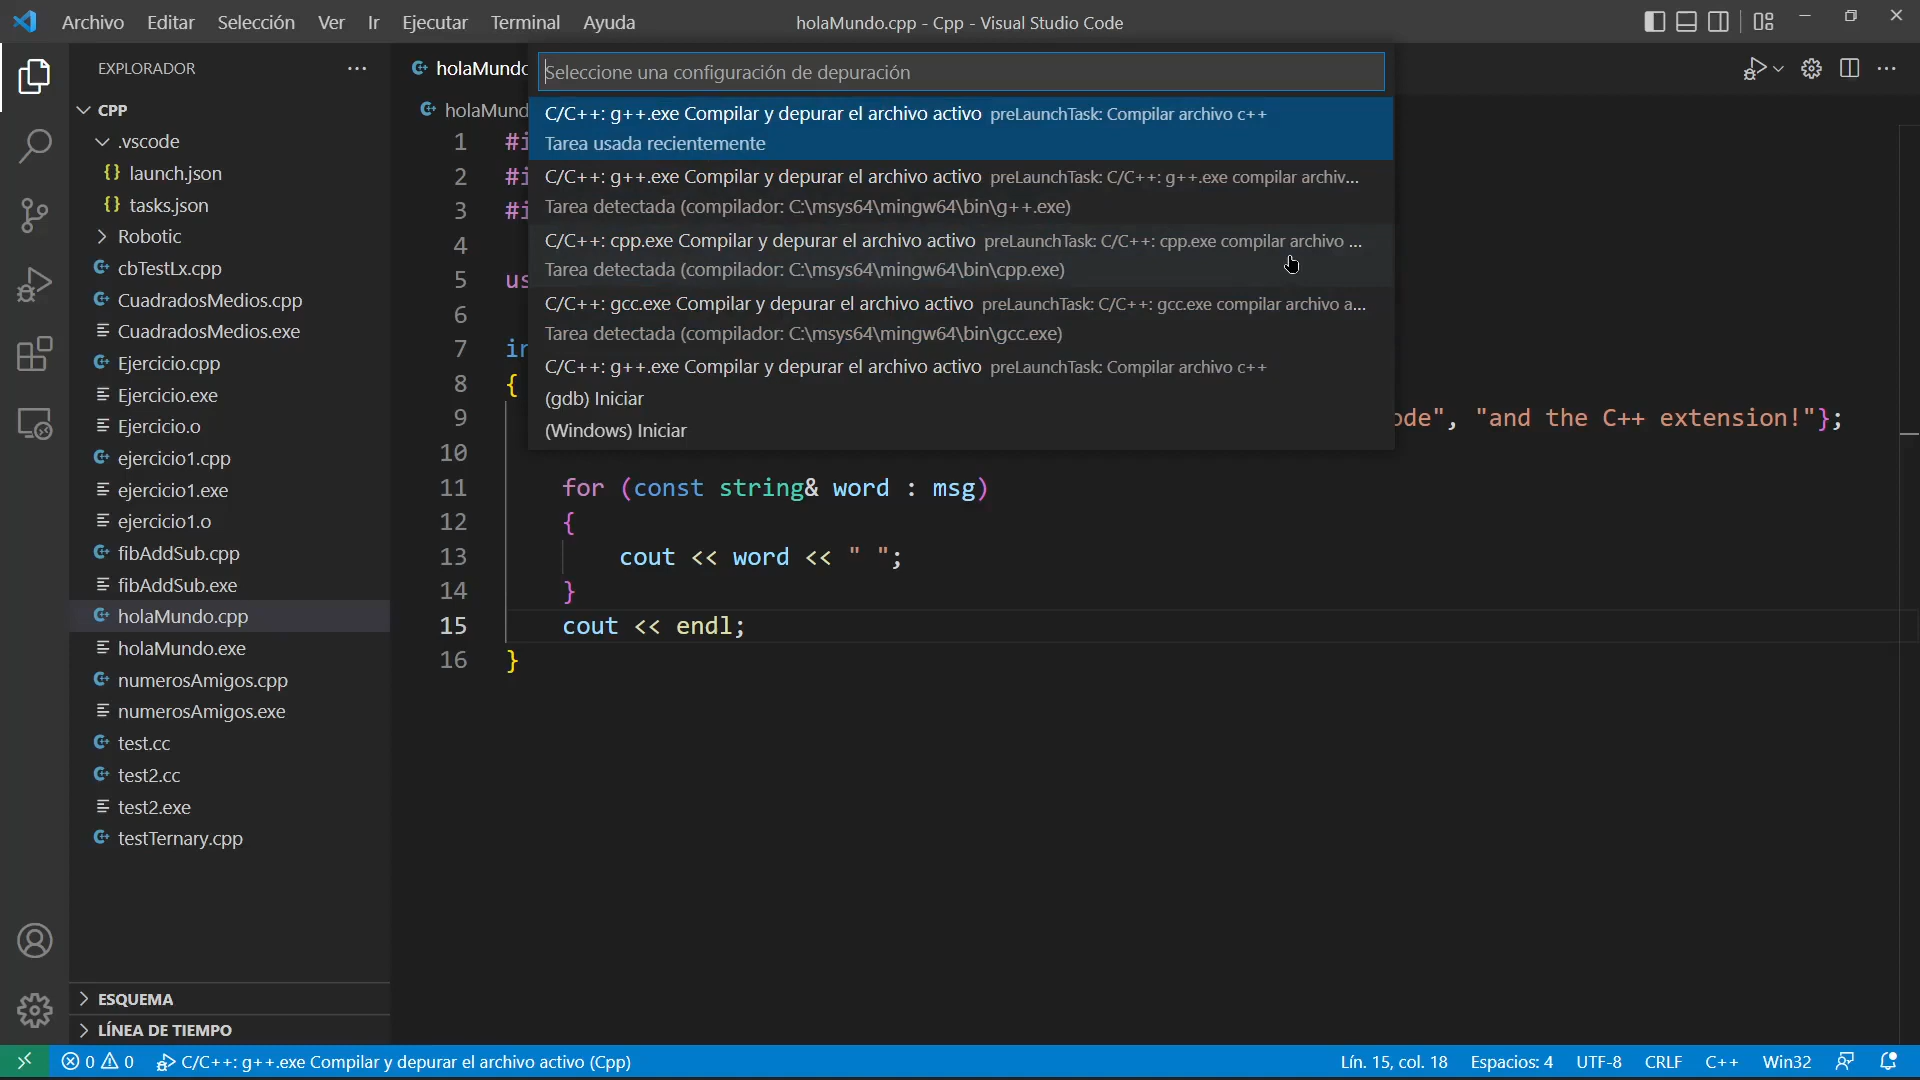 Archivo Editar Selección Ver Ir Ejecutar Terminal Ayuda
holaMundo.cpp - Cpp - Visual Studio Code
EXPLORADOR
CPP
.vscode
launch.json
tasks.json
Robotic
cbTestLx.cpp
CuadradosMedios.cpp
CuadradosMedios.exe
Ejercicio.cpp
Ejercicio.exe
Ejercicio.o
ejercicio1.cpp
ejercicio1.exe
ejercicio1.o
fibAddSub.cpp
fibAddSub.exe
holaMundo.cpp
holaMundo.exe
numerosAmigos.cpp
numerosAmigos.exe
test.cc
test2.cc
test2.exe
testTernary.cpp
ESQUEMA
LÍNEA DE TIEMPO
Seleccione una configuración de depuración
C/C++: g++.exe Compilar y depurar el archivo activo preLaunchTask: Compilar archivo c++
Tarea usada recientemente
C/C++: g++.exe Compilar y depurar el archivo activo preLaunchTask: C/C++: g++.exe compilar archiv...
Tarea detectada (compilador: C:\msys64\mingw64\bin\g++.exe)
C/C++: cpp.exe Compilar y depurar el archivo activo preLaunchTask: C/C++: cpp.exe compilar archivo ...
Tarea detectada (compilador: C:\msys64\mingw64\bin\cpp.exe)
C/C++: gcc.exe Compilar y depurar el archivo activo preLaunchTask: C/C++: gcc.exe compilar archivo a...
Tarea detectada (compilador: C:\msys64\mingw64\bin\gcc.exe)
C/C++: g++.exe Compilar y depurar el archivo activo preLaunchTask: Compilar archivo c++
(gdb) Iniciar
(Windows) Iniciar
holaMundo
holaMund
1 #i
2 #i
3 #i
4
5 us
6
7 in
8 {
9 ode", "and the C++ extension!"};
10
11 for (const string& word : msg)
12 {
13 cout << word << " ";
14 }
15 cout << endl;
16 }
0 0 C/C++: g++.exe Compilar y depurar el archivo activo (Cpp)
Lín. 15, col. 18 Espacios: 4 UTF-8 CRLF C++ Win32